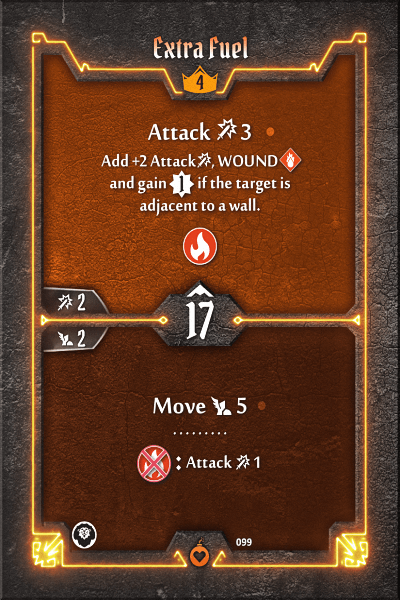 Extra Fuel
4
Attack 3
Add +2 Attack, WOUND
and gain 1 if the target is
adjacent to a wall.
2
17
2
Move 5
: Attack 1
099